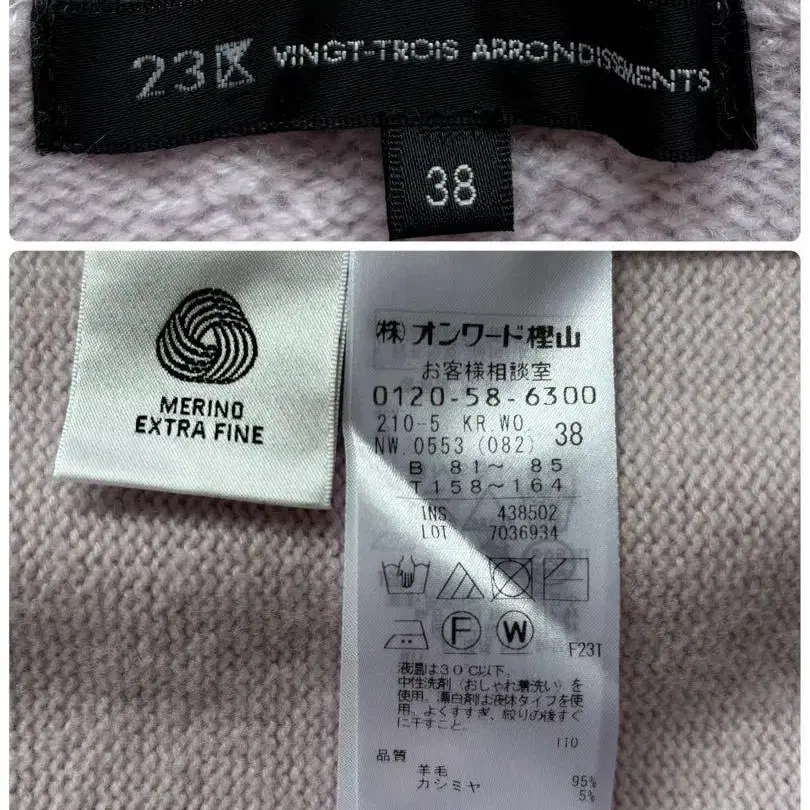 23区 VINGT-TROIS ARRONDISSEMENTS
38
MERINO
EXTRA FINE
(株)オンワード樫山
お客様相談室
0120-58-6300
210-5 KR.WO
NW.0553 (082) 38
B 81～ 85
T 158～164
INS 438502
LOT 7036934
F W
F231
液温は30℃以下、
中性洗剤（おしゃれ着洗い）を
使用。漂白剤は液体タイプを使
用。よくすすぎ、絞りの後すぐ
に干すこと。
110
品質
羊毛 95%
カシミヤ 5%